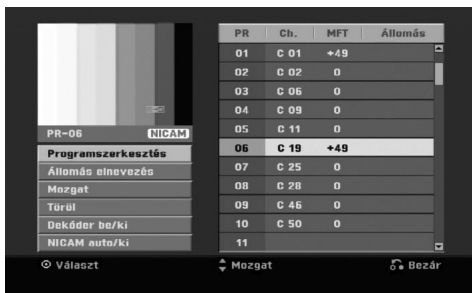 PR-06 NICAM
Programszerkesztés
Állomás elnevezés
Mozgat
Töröl
Dekóder be/ki
NICAM auto/ki
PR Ch. MFT Állomás
01 C 01 +49
02 C 02 0
03 C 06 0
04 C 09 0
05 C 11 0
06 C 19 +49
07 C 25 0
08 C 28 0
09 C 46 0
10 C 50 0
11
Választ Mozgat Bezár